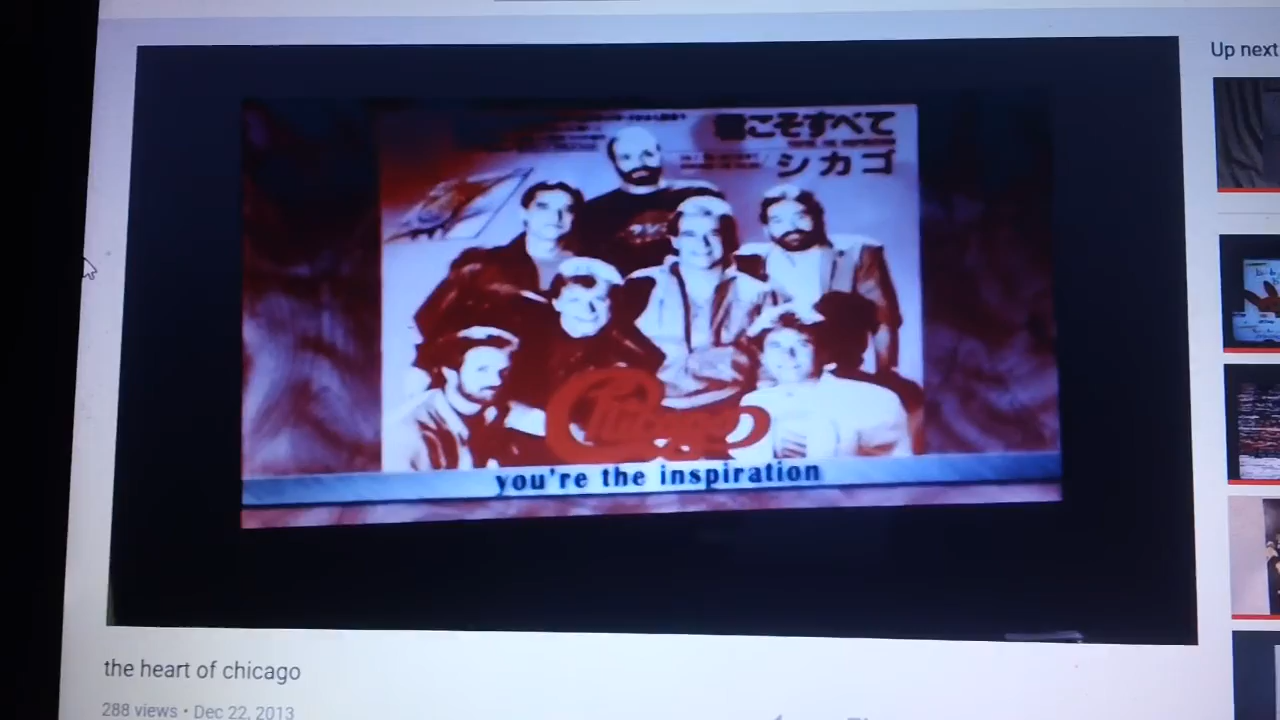 Up next
こそすべて
シカゴ
Chicago
you're the inspiration
the heart of chicago
288 views • Dec 22, 2013